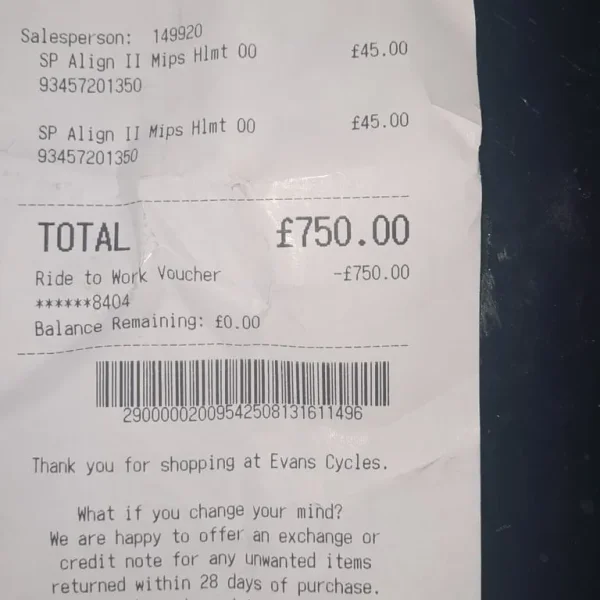 Salesperson: 149920
SP Align II Mips Hlmt 00 £45.00
93457201350
SP Align II Mips Hlmt 00 £45.00
93457201350
TOTAL £750.00
Ride to Work Voucher -£750.00
******8404
Balance Remaining: £0.00
29000002009542508131611496
Thank you for shopping at Evans Cycles.
What if you change your mind?
We are happy to offer an exchange or
credit note for any unwanted items
returned within 28 days of purchase.